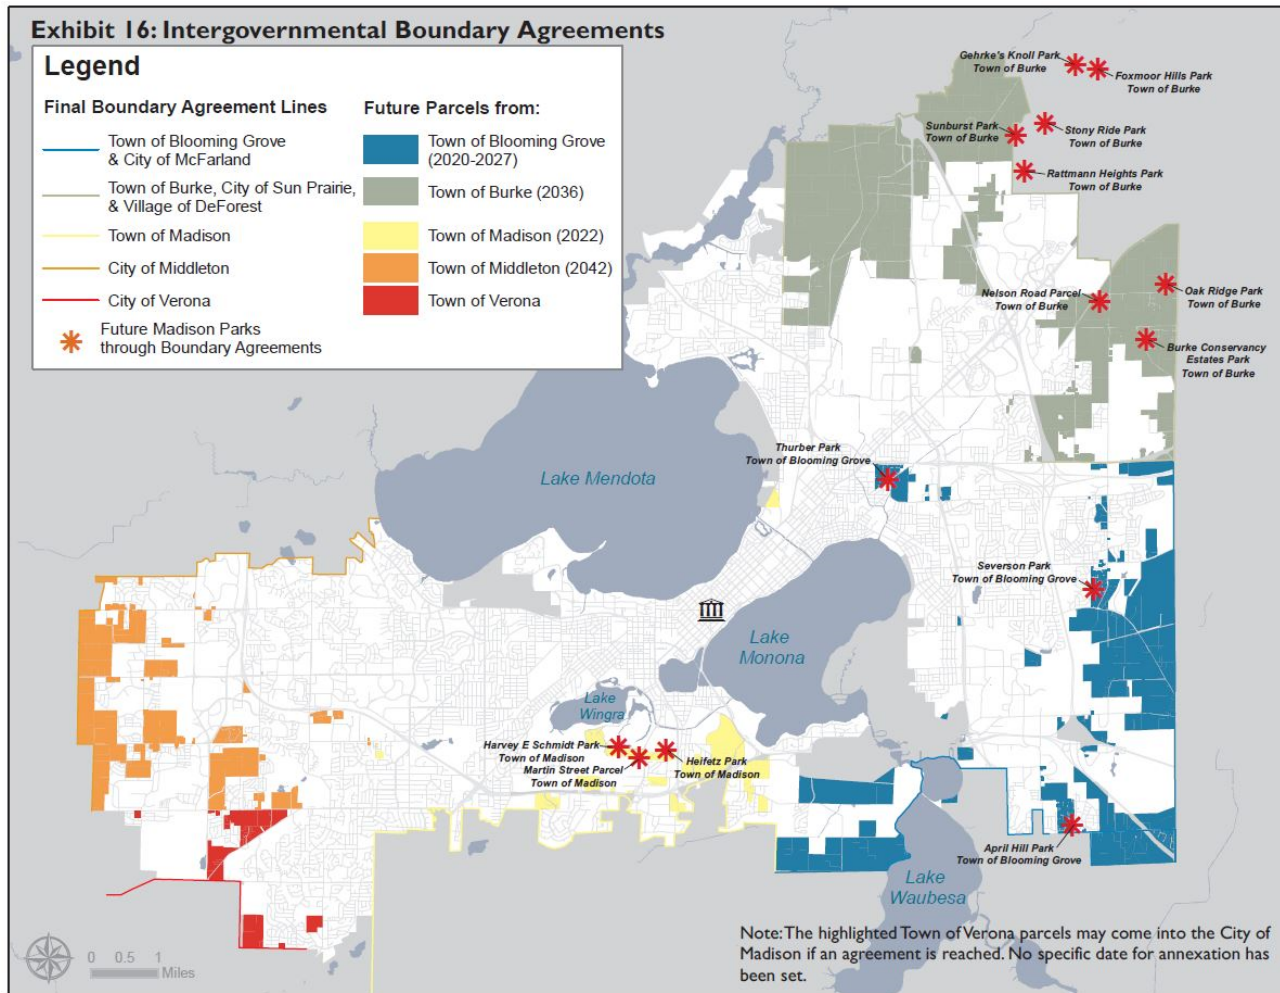 Exhibit 16: Intergovernmental Boundary Agreements
Legend
Final Boundary Agreement Lines
Town of Blooming Grove
& City of McFarland
Town of Burke, City of Sun Prairie,
& Village of DeForest
Town of Madison
City of Middleton
City of Verona
Future Madison Parks
through Boundary Agreements
Future Parcels from:
Town of Blooming Grove
(2020-2027)
Town of Burke (2036)
Town of Madison (2022)
Town of Middleton (2042)
Town of Verona
Gehrke's Knoll Park
Town of Burke
Foxmoor Hills Park
Town of Burke
Sunburst Park
Town of Burke
Stony Ride Park
Town of Burke
Rattmann Heights Park
Town of Burke
Nelson Road Parcel
Town of Burke
Oak Ridge Park
Town of Burke
Burke Conservancy
Estates Park
Town of Burke
Thurber Park
Town of Blooming Grove
Lake Mendota
Severson Park
Town of Blooming Grove
Lake
Monona
Lake
Wingra
Harvey E Schmidt Park
Town of Madison
Martin Street Parcel
Town of Madison
Heifetz Park
Town of Madison
April Hill Park
Town of Blooming Grove
Lake
Waubesa
0 0.5 1
Miles
Note: The highlighted Town of Verona parcels may come into the City of
Madison if an agreement is reached. No specific date for annexation has
been set.